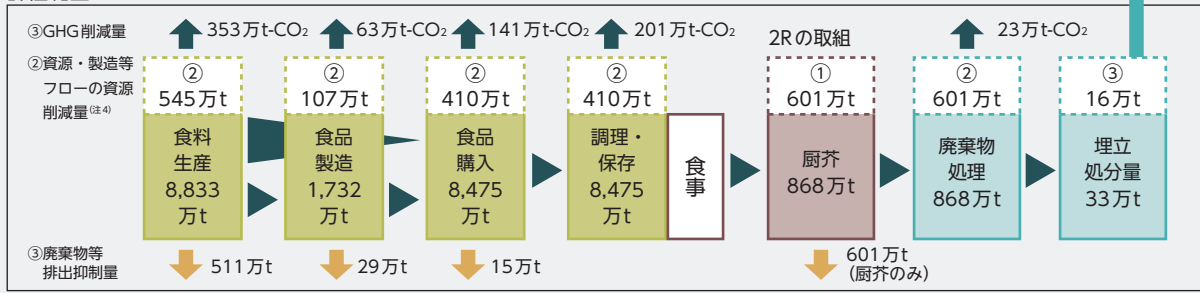 ③GHG削減量
353万t-CO₂
63万t-CO₂
141万t-CO₂
201万t-CO₂
2Rの取組
23万t-CO₂
②資源・製造等
フローの資源
削減量(注4)
②
545万t
②
107万t
②
410万t
②
410万t
①
601万t
②
601万t
③
16万t
食料
生産
8,833
万t
食品
製造
1,732
万t
食品
購入
8,475
万t
調理・
保存
8,475
万t
食事
厨芥
868万t
廃棄物
処理
868万t
埋立
処分量
33万t
③廃棄物等
排出抑制量
511万t
29万t
15万t
601万t
(厨芥のみ)